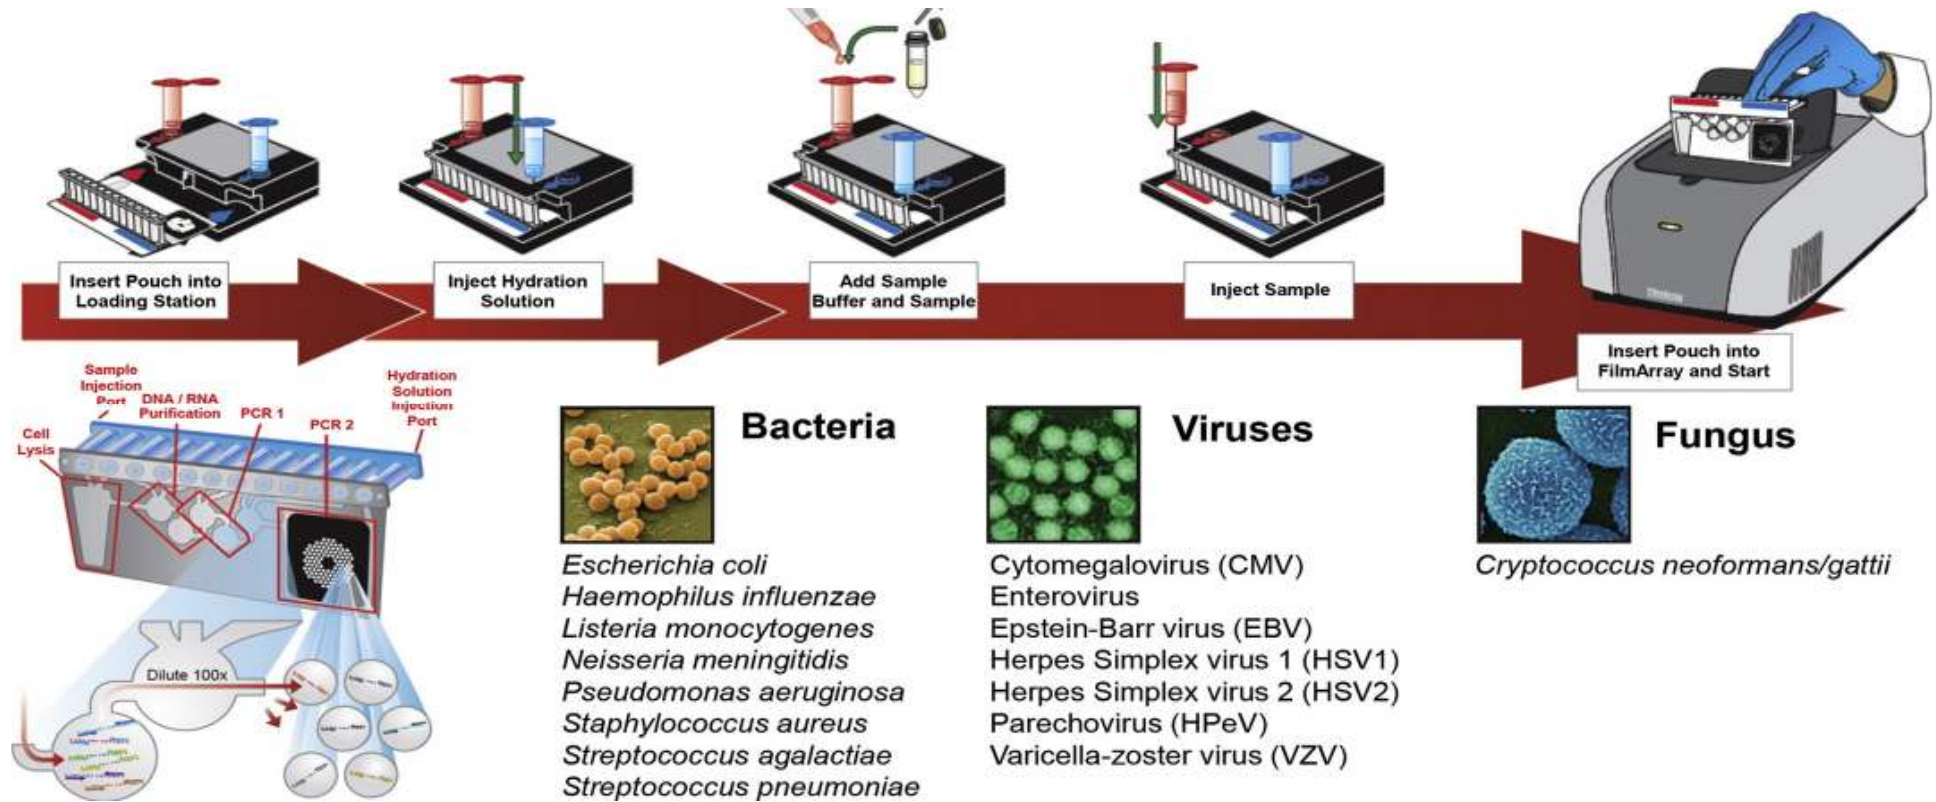 Insert Pouch into
Loading Station
Inject Hydration
Solution
Add Sample
Buffer and Sample
Inject Sample
Insert Pouch into
FilmArray and Start
Sample
Injection
Port
DNA / RNA
Purification
PCR 1
PCR 2
Hydration
Solution
Injection
Port
Cell
Lysis
Dilute 100x
Bacteria
Escherichia coli
Haemophilus influenzae
Listeria monocytogenes
Neisseria meningitidis
Pseudomonas aeruginosa
Staphylococcus aureus
Streptococcus agalactiae
Streptococcus pneumoniae
Viruses
Cytomegalovirus (CMV)
Enterovirus
Epstein-Barr virus (EBV)
Herpes Simplex virus 1 (HSV1)
Herpes Simplex virus 2 (HSV2)
Parechovirus (HPeV)
Varicella-zoster virus (VZV)
Fungus
Cryptococcus neoformans/gattii